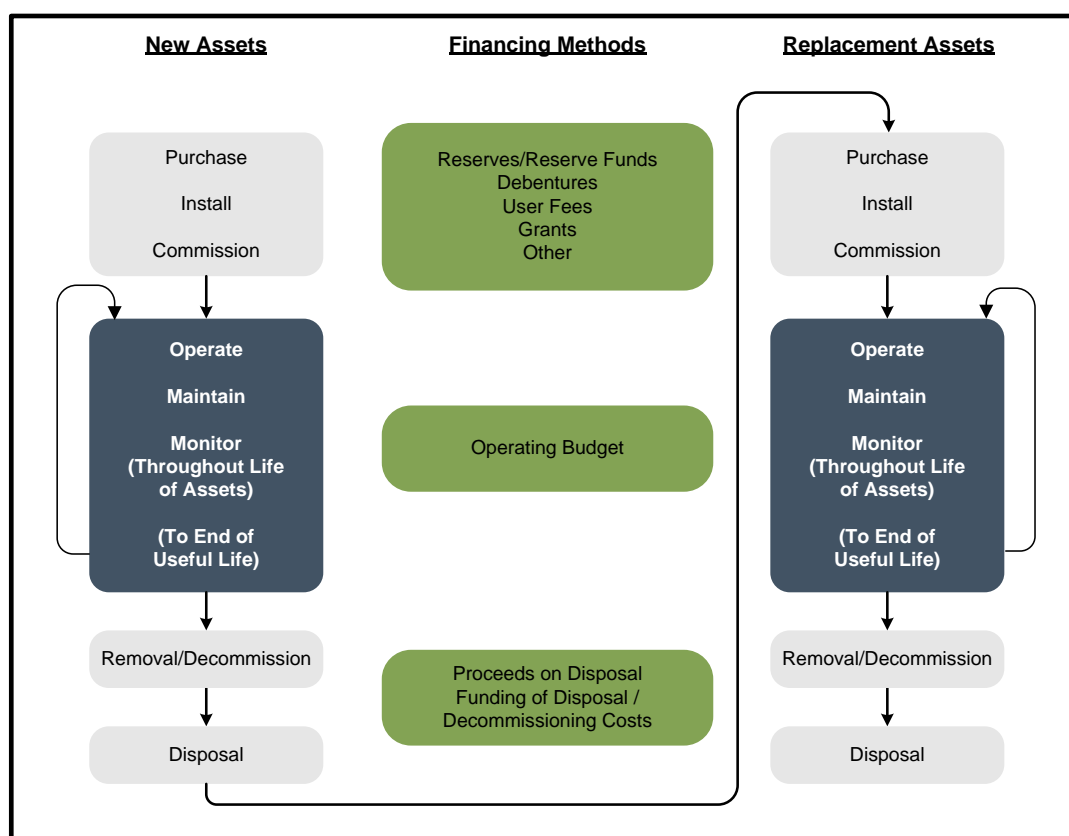 New Assets
Financing Methods
Replacement Assets
Purchase
Install
Commission
Operate
Maintain
Monitor
(Throughout Life
of Assets)
(To End of
Useful Life)
Removal/Decommission
Disposal
Reserves/Reserve Funds
Debentures
User Fees
Grants
Other
Operating Budget
Proceeds on Disposal
Funding of Disposal /
Decommissioning Costs
Purchase
Install
Commission
Operate
Maintain
Monitor
(Throughout Life
of Assets)
(To End of
Useful Life)
Removal/Decommission
Disposal